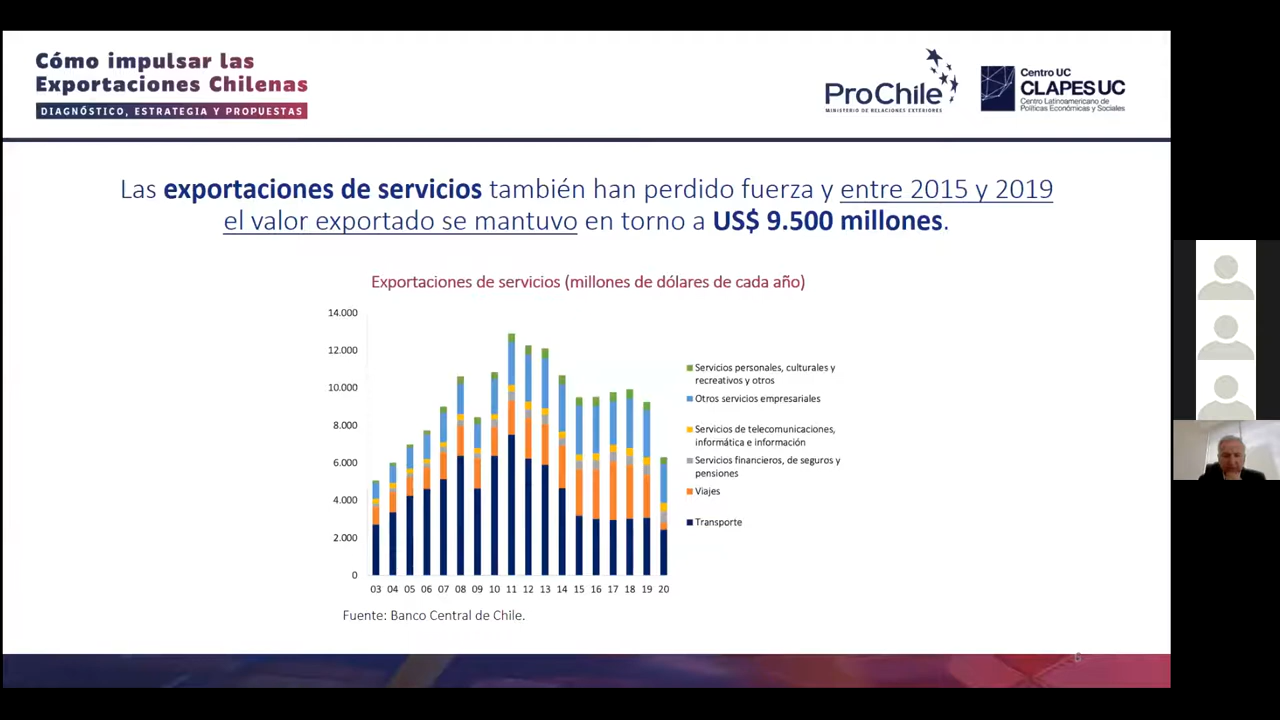 Cómo impulsar las
Exportaciones Chilenas
DIAGNÓSTICO, ESTRATEGIA Y PROPUESTAS
ProChile
MINISTERIO DE RELACIONES EXTERIORES
Centro UC
CLAPES UC
Centro Latinoamericano de
Políticas Económicas y Sociales
Las exportaciones de servicios también han perdido fuerza y entre 2015 y 2019
el valor exportado se mantuvo en torno a US$ 9.500 millones.
Exportaciones de servicios (millones de dólares de cada año)
14.000
12.000
10.000
8.000
6.000
4.000
2.000
0
03 04 05 06 07 08 09 10 11 12 13 14 15 16 17 18 19 20
Servicios personales, culturales y
recreativos y otros
Otros servicios empresariales
Servicios de telecomunicaciones,
informática e información
Servicios financieros, de seguros y
pensiones
Viajes
Transporte
Fuente: Banco Central de Chile.